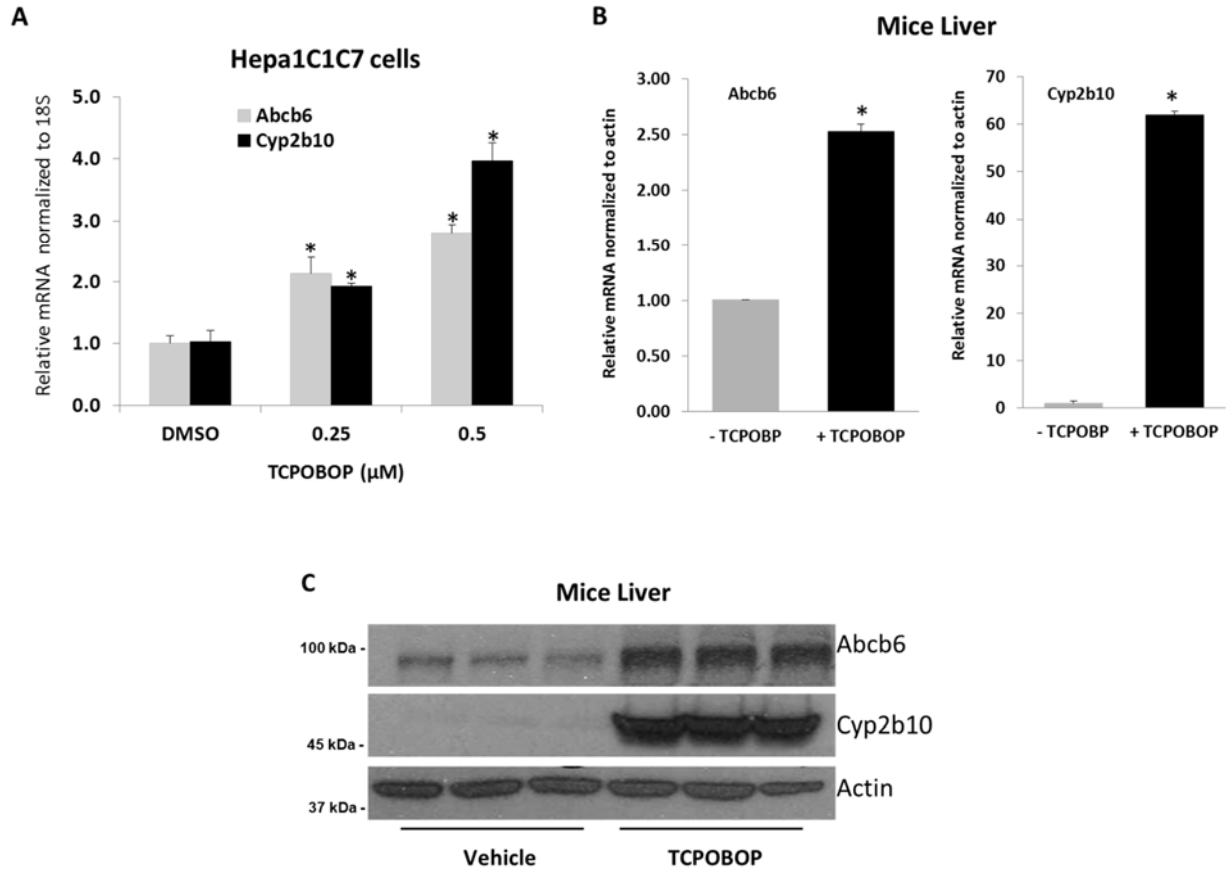 A
Hepa1C1C7 cells
Relative mRNA normalized to 18S
5.0
4.0
3.0
2.0
1.0
0.0
Abcb6
Cyp2b10
*
*
*
*
DMSO
0.25
0.5
TCPOBOP (µM)
B
Mice Liver
Relative mRNA normalized to actin
3.00
2.50
2.00
1.50
1.00
0.50
0.00
Abcb6
*
- TCPOBP
+ TCPOBOP
Relative mRNA normalized to actin
70
60
50
40
30
20
10
0
Cyp2b10
*
- TCPOBP
+ TCPOBOP
C
Mice Liver
100 kDa -
Abcb6
45 kDa -
Cyp2b10
37 kDa -
Actin
Vehicle
TCPOBOP